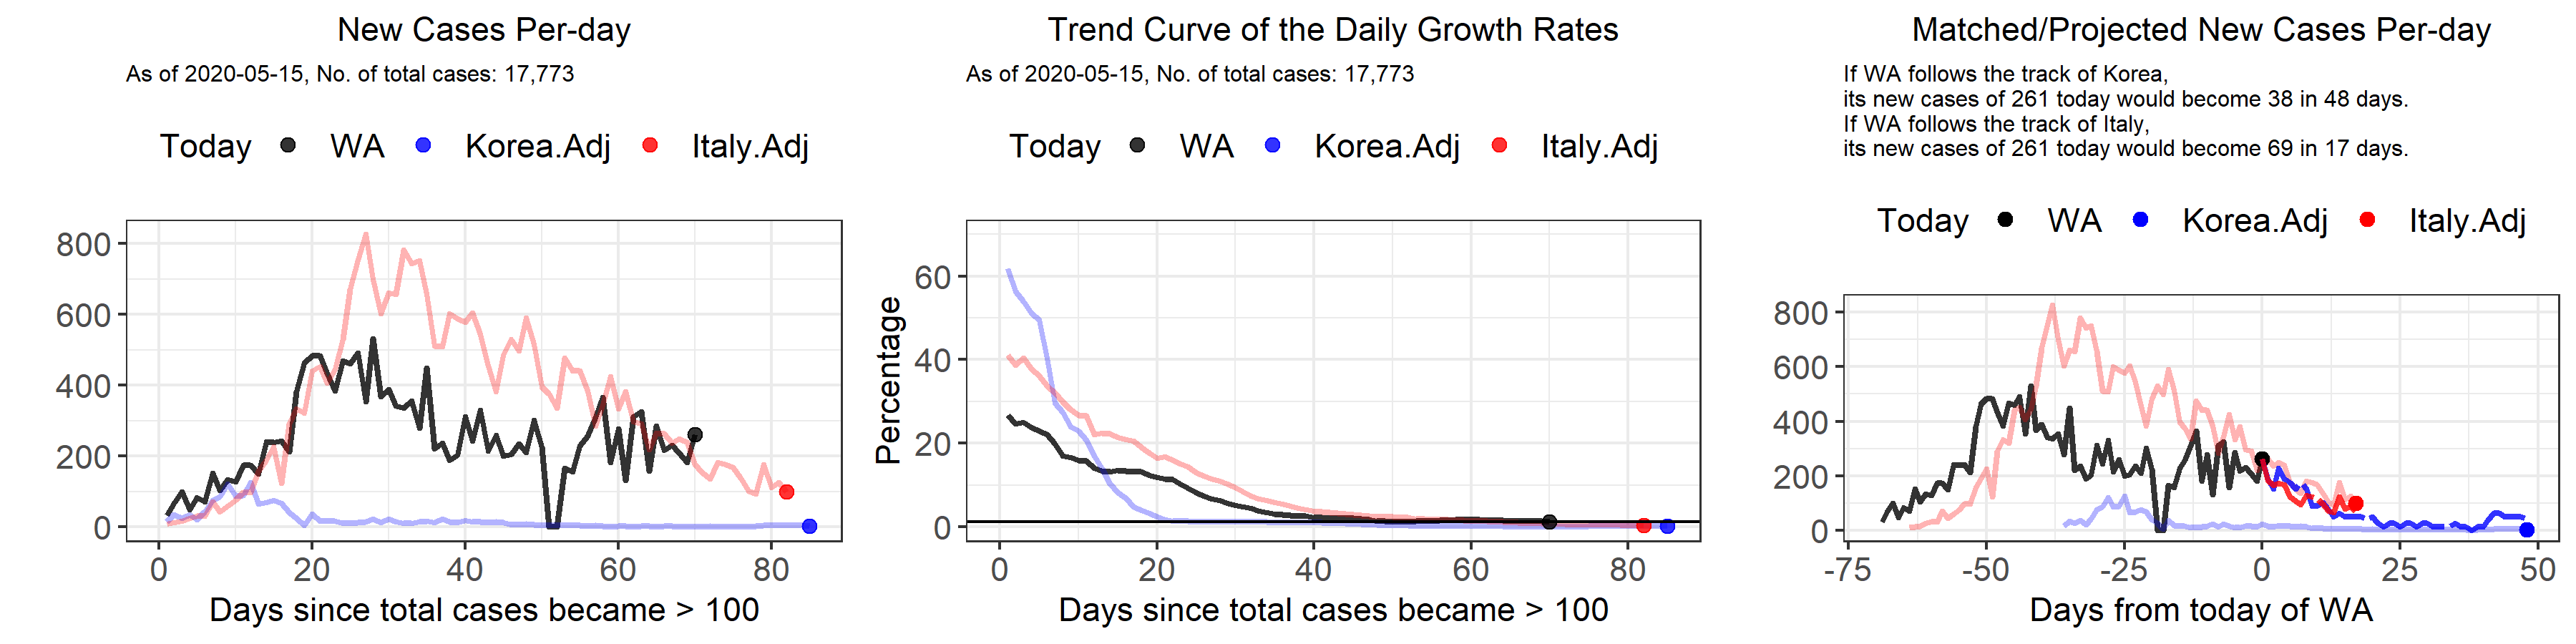 New Cases Per-day
As of 2020-05-15, No. of total cases: 17,773
Today WA Korea.Adj Italy.Adj
800
600
400
200
0
0 20 40 60 80
Days since total cases became > 100
Trend Curve of the Daily Growth Rates
As of 2020-05-15, No. of total cases: 17,773
Today WA Korea.Adj Italy.Adj
Percentage
60
40
20
0
0 20 40 60 80
Days since total cases became > 100
Matched/Projected New Cases Per-day
If WA follows the track of Korea,
its new cases of 261 today would become 38 in 48 days.
If WA follows the track of Italy,
its new cases of 261 today would become 69 in 17 days.
Today WA Korea.Adj Italy.Adj
800
600
400
200
0
-75 -50 -25 0 25 50
Days from today of WA